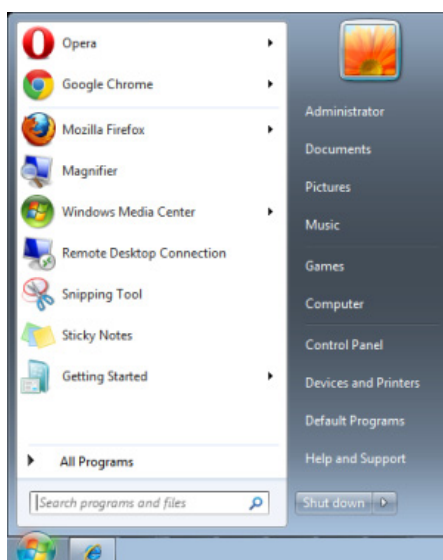 Opera
Google Chrome
Mozilla Firefox
Magnifier
Windows Media Center
Remote Desktop Connection
Snipping Tool
Sticky Notes
Getting Started
All Programs
Search programs and files
Administrator
Documents
Pictures
Music
Games
Computer
Control Panel
Devices and Printers
Default Programs
Help and Support
Shut down